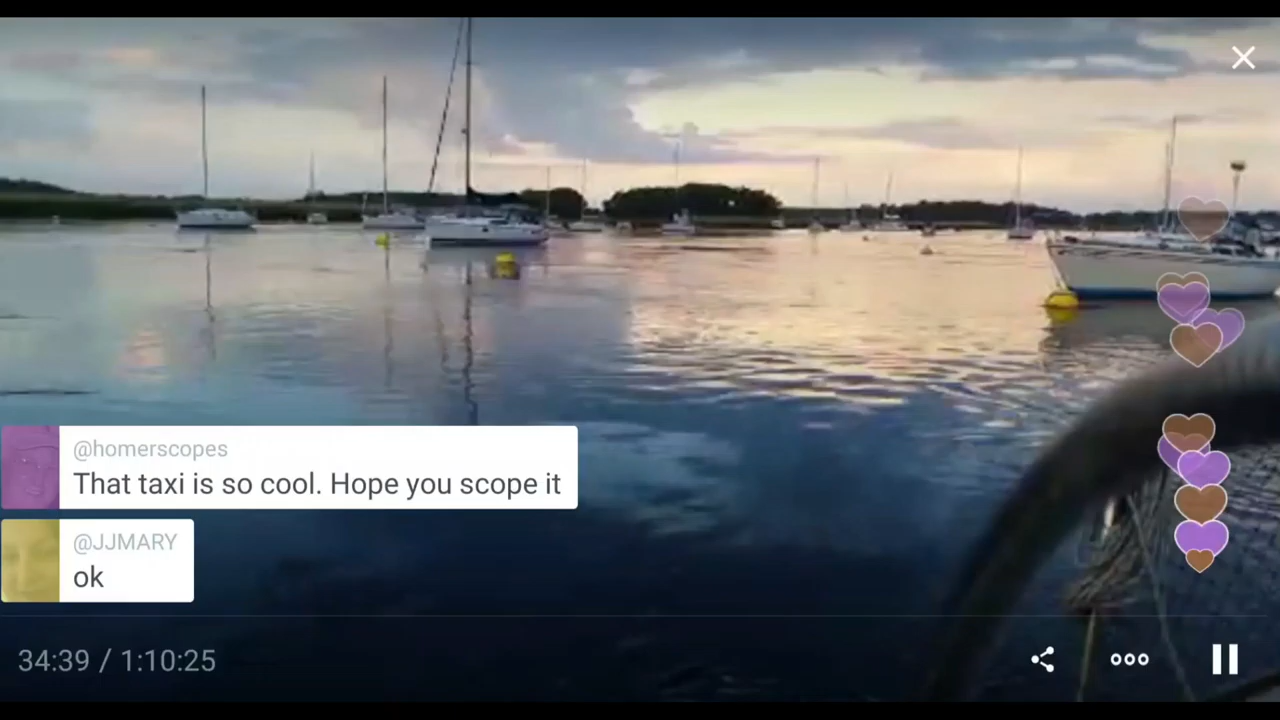 @homerscopes
That taxi is so cool. Hope you scope it
@JJMARY
ok
34:39 / 1:10:25